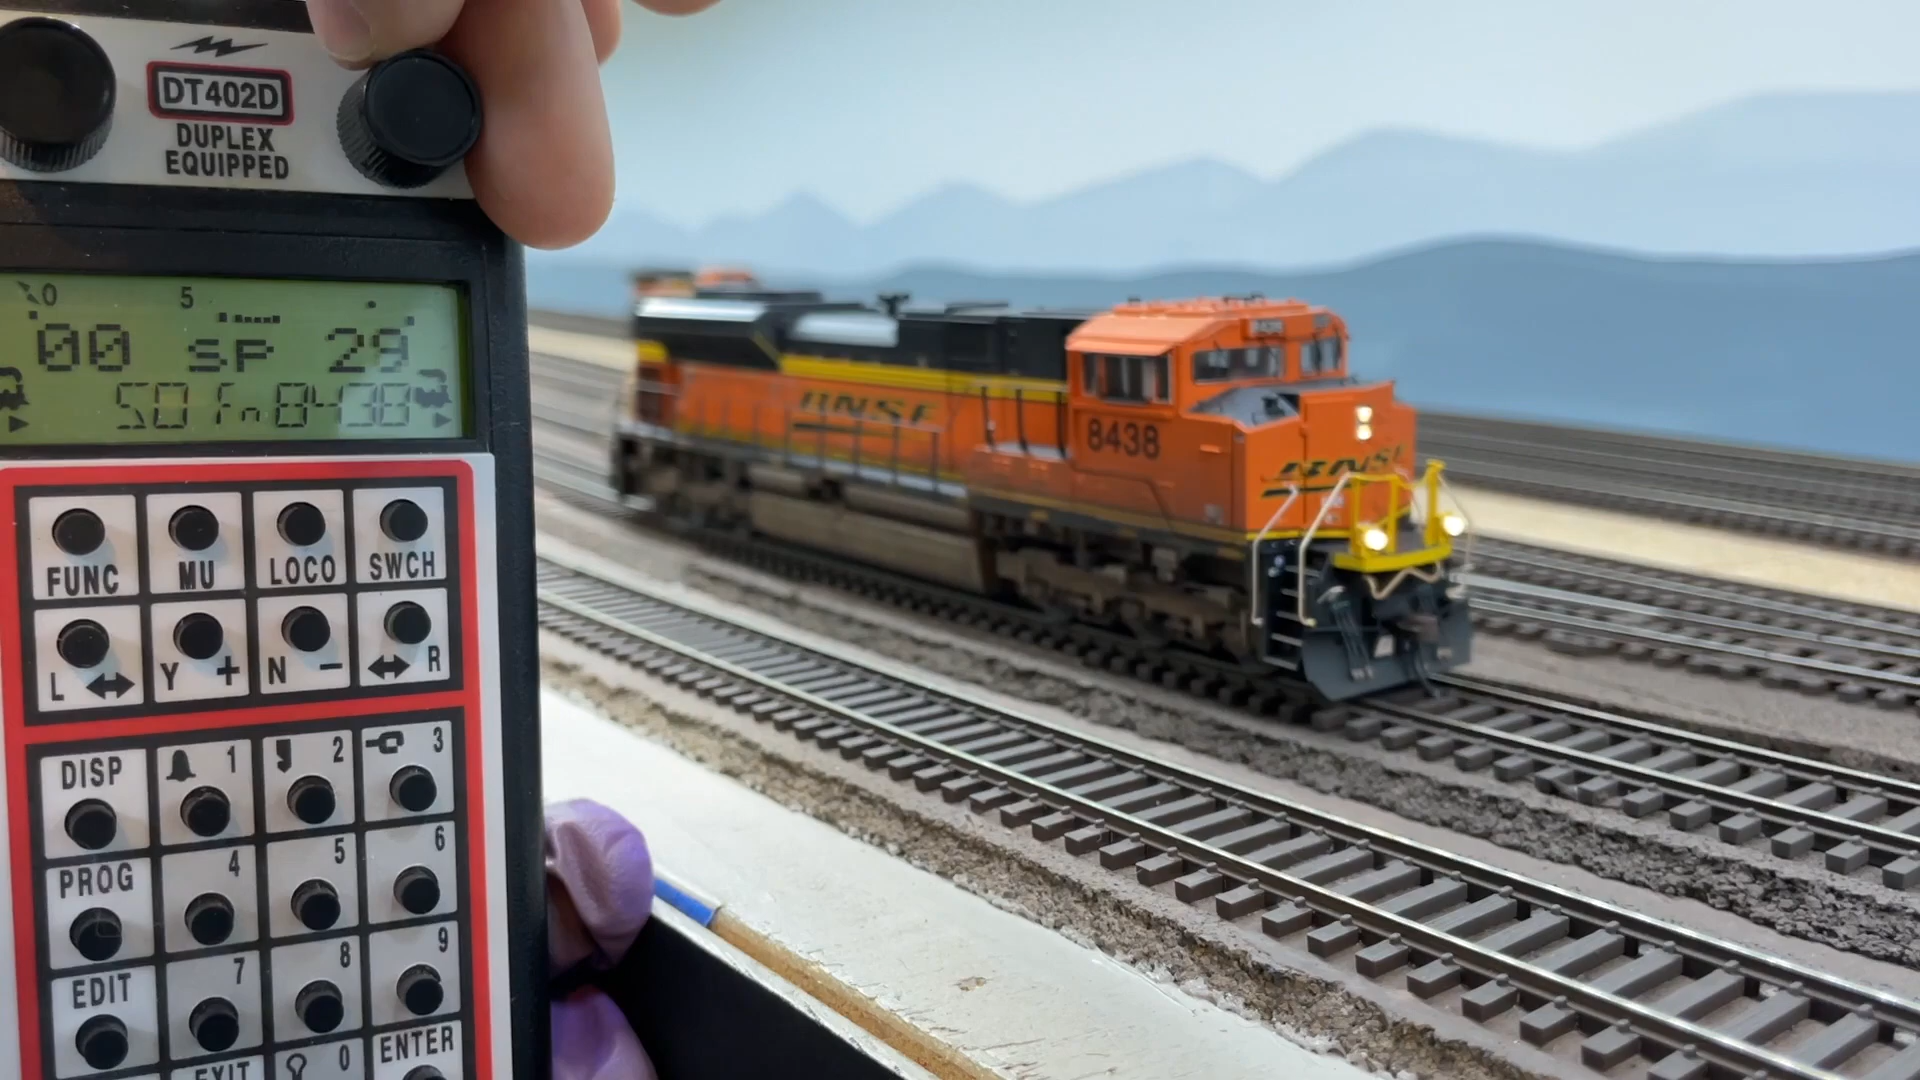 DT402D
DUPLEX
EQUIPPED
0 5
00 SP 29
8438
BNSF
8438
BNSF
FUNC MU LOCO SWCH
L Y + N − R
DISP 1 2 3
PROG 4 5 6
EDIT 7 8 9
EXIT 0 ENTER